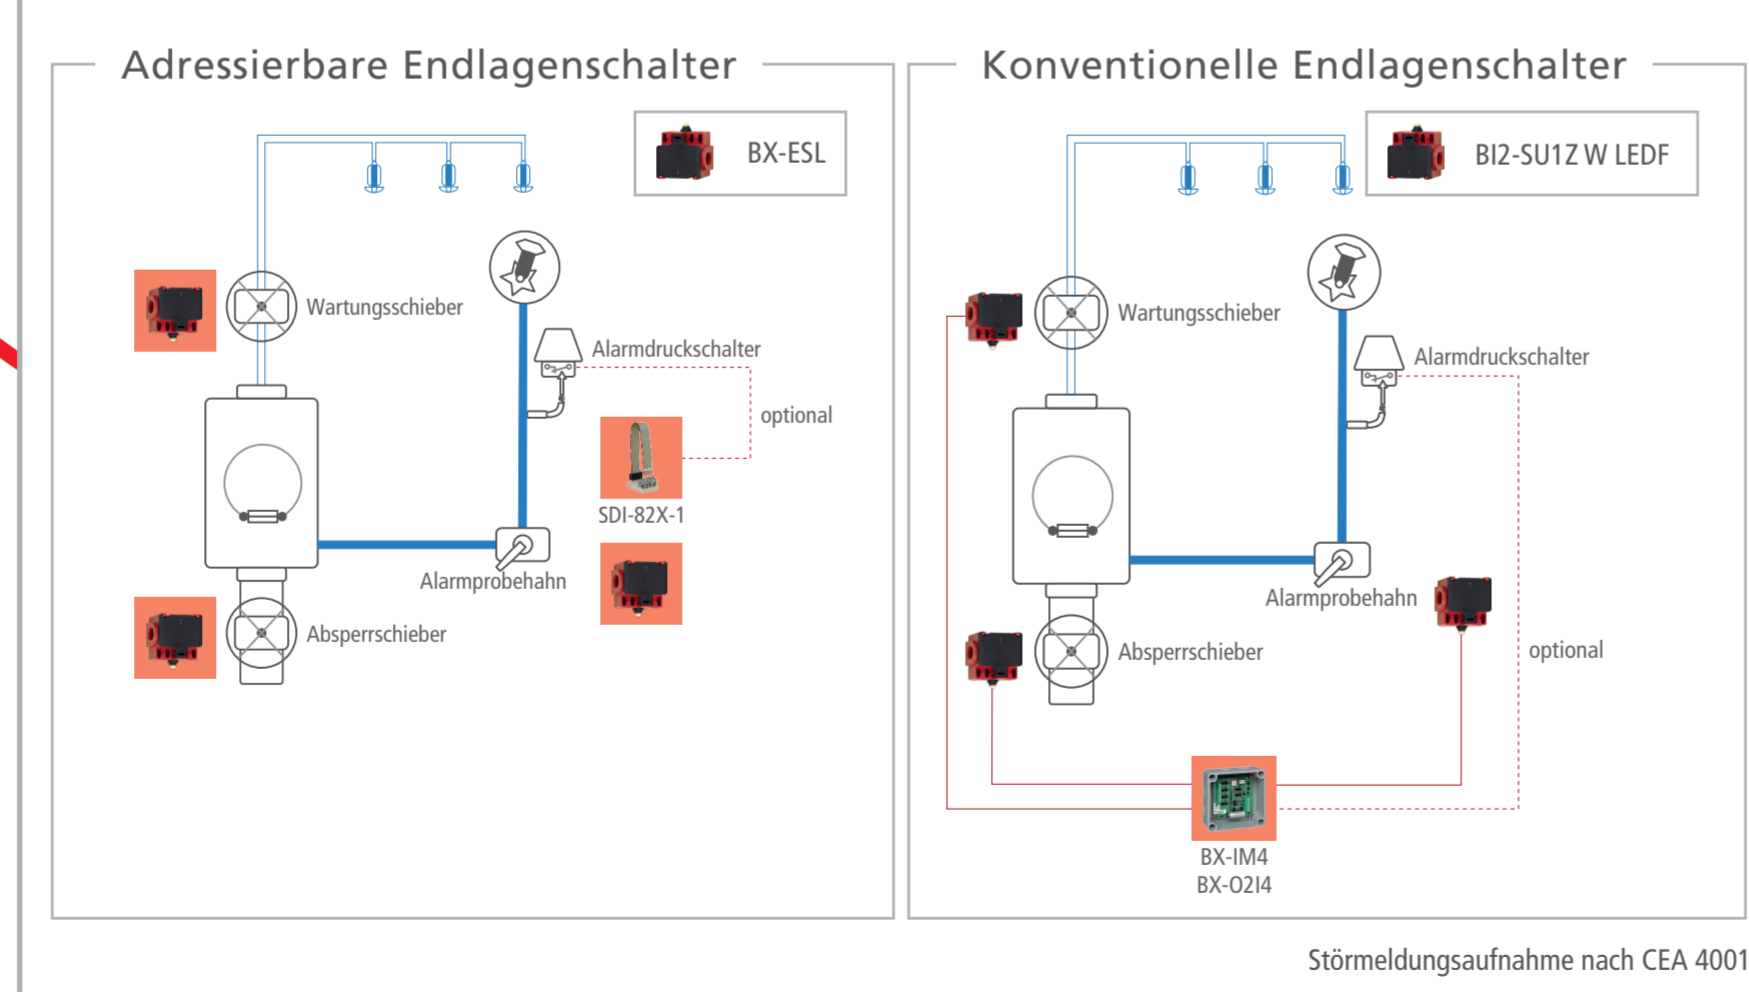 Adressierbare Endlagenschalter
BX-ESL
Wartungsschieber
Alarmdruckschalter
optional
SDI-82X-1
Alarmprobehahn
Absperrschieber
Konventionelle Endlagenschalter
BI2-SU1Z W LEDF
Wartungsschieber
Alarmdruckschalter
Alarmprobehahn
Absperrschieber
optional
BX-IM4
BX-O2I4
Störmeldungsaufnahme nach CEA 4001